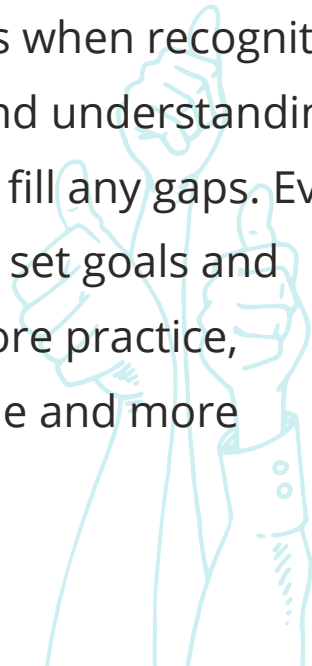 s when recognit
nd understandin
fill any gaps. Ev
set goals and
ore practice,
e and more